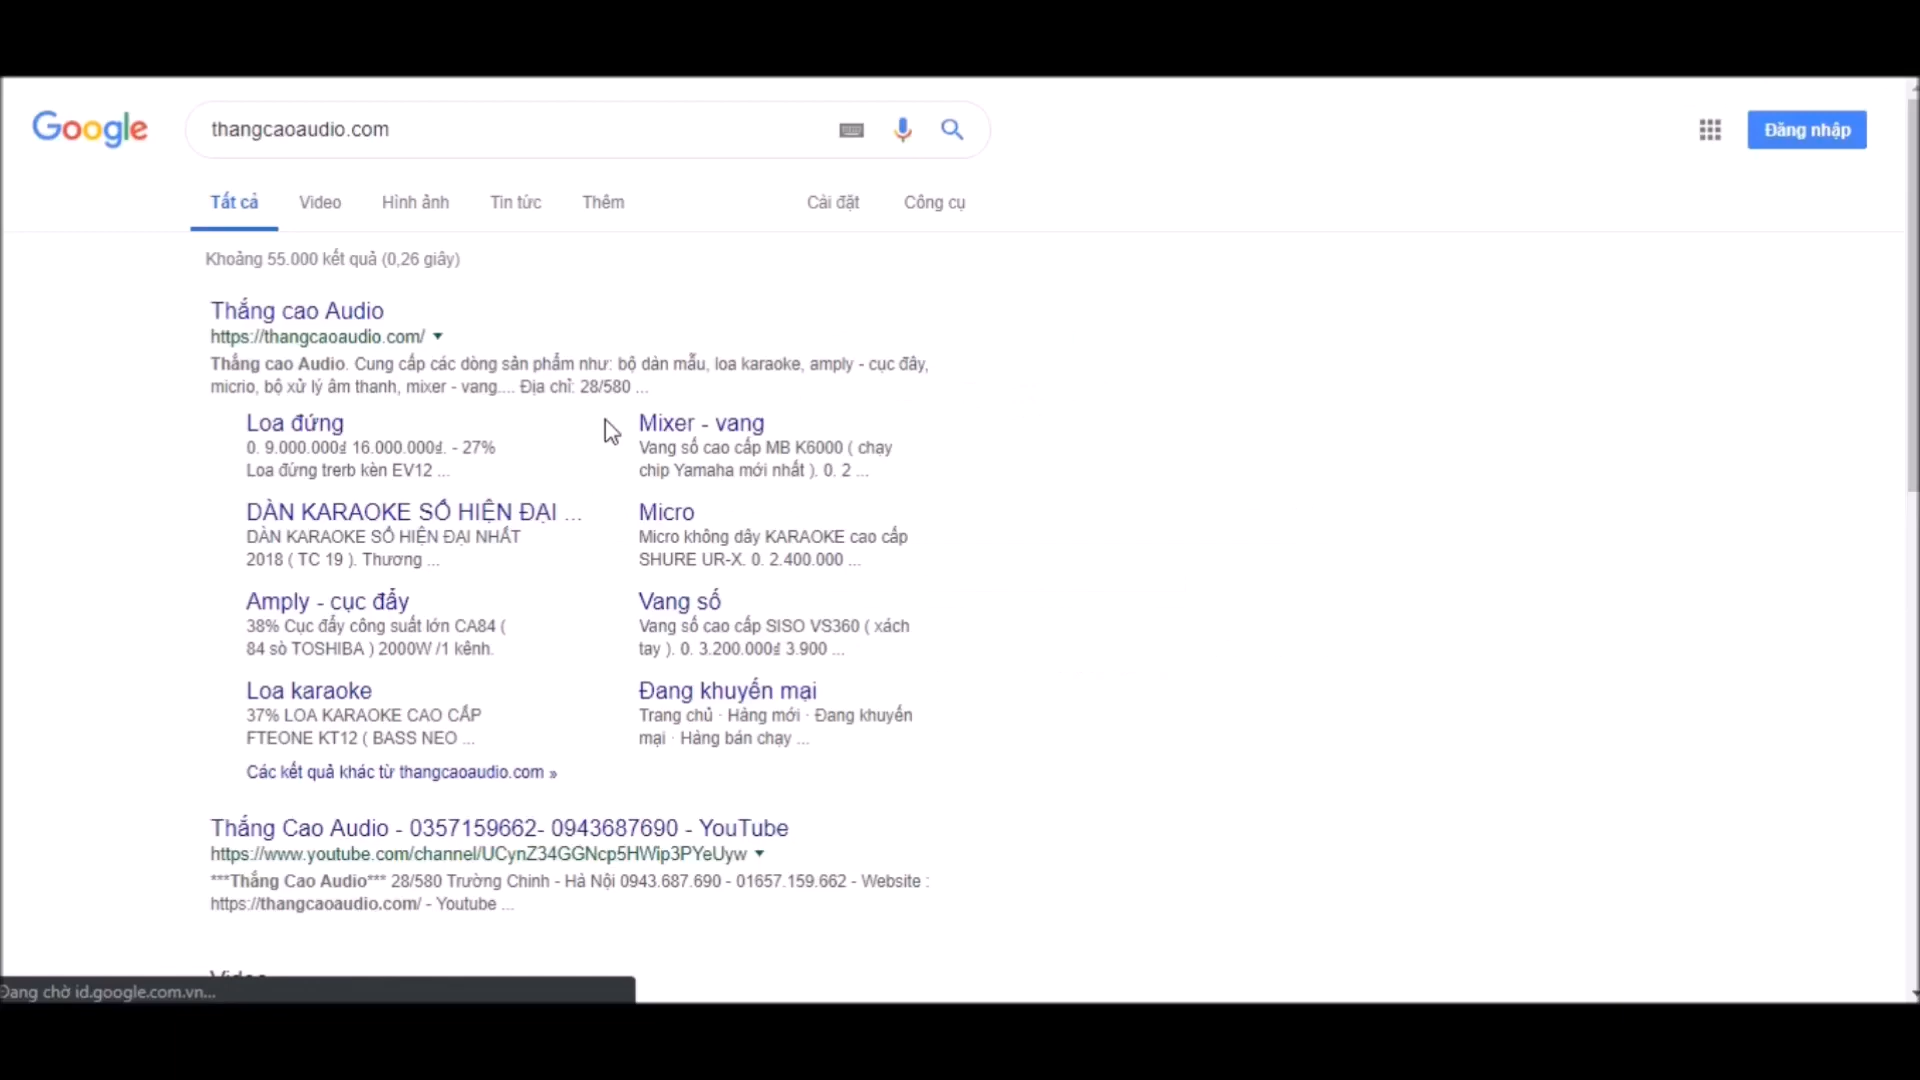 Google
thangcaoaudio.com
Đăng nhập
Tất cả
Video
Hình ảnh
Tin tức
Thêm
Cài đặt
Công cụ
Khoảng 55.000 kết quả (0,26 giây)
Thắng cao Audio
https://thangcaoaudio.com/
Thắng cao Audio. Cung cấp các dòng sản phẩm như: bộ dàn mẫu, loa karaoke, amply - cục đây,
micrio, bộ xử lý âm thanh, mixer - vang.... Địa chỉ: 28/580 ...
Loa đứng
0. 9.000.000₫ 16.000.000₫. - 27%
Loa đứng trerb kèn EV12 ...
Mixer - vang
Vang số cao cấp MB K6000 ( chạy
chip Yamaha mới nhất ). 0. 2 ...
DÀN KARAOKE SỐ HIỆN ĐẠI ...
DÀN KARAOKE SỐ HIỆN ĐẠI NHẤT
2018 ( TC 19 ). Thương ...
Micro
Micro không dây KARAOKE cao cấp
SHURE UR-X. 0. 2.400.000 ...
Amply - cục đẩy
38% Cục đẩy công suất lớn CA84 (
84 sò TOSHIBA ) 2000W /1 kênh.
Vang số
Vang số cao cấp SISO VS360 ( xách
tay ). 0. 3.200.000₫ 3.900 ...
Loa karaoke
37% LOA KARAOKE CAO CẤP
FTEONE KT12 ( BASS NEO ...
Đang khuyến mại
Trang chủ · Hàng mới · Đang khuyến
mại · Hàng bán chạy ...
Các kết quả khác từ thangcaoaudio.com »
Thắng Cao Audio - 0357159662- 0943687690 - YouTube
https://www.youtube.com/channel/UCynZ34GGNcp5HWip3PYeUyw
***Thắng Cao Audio*** 28/580 Trường Chinh - Hà Nội 0943.687.690 - 01657.159.662 - Website :
https://thangcaoaudio.com/ - Youtube ...
Video
Đang chờ id.google.com.vn...